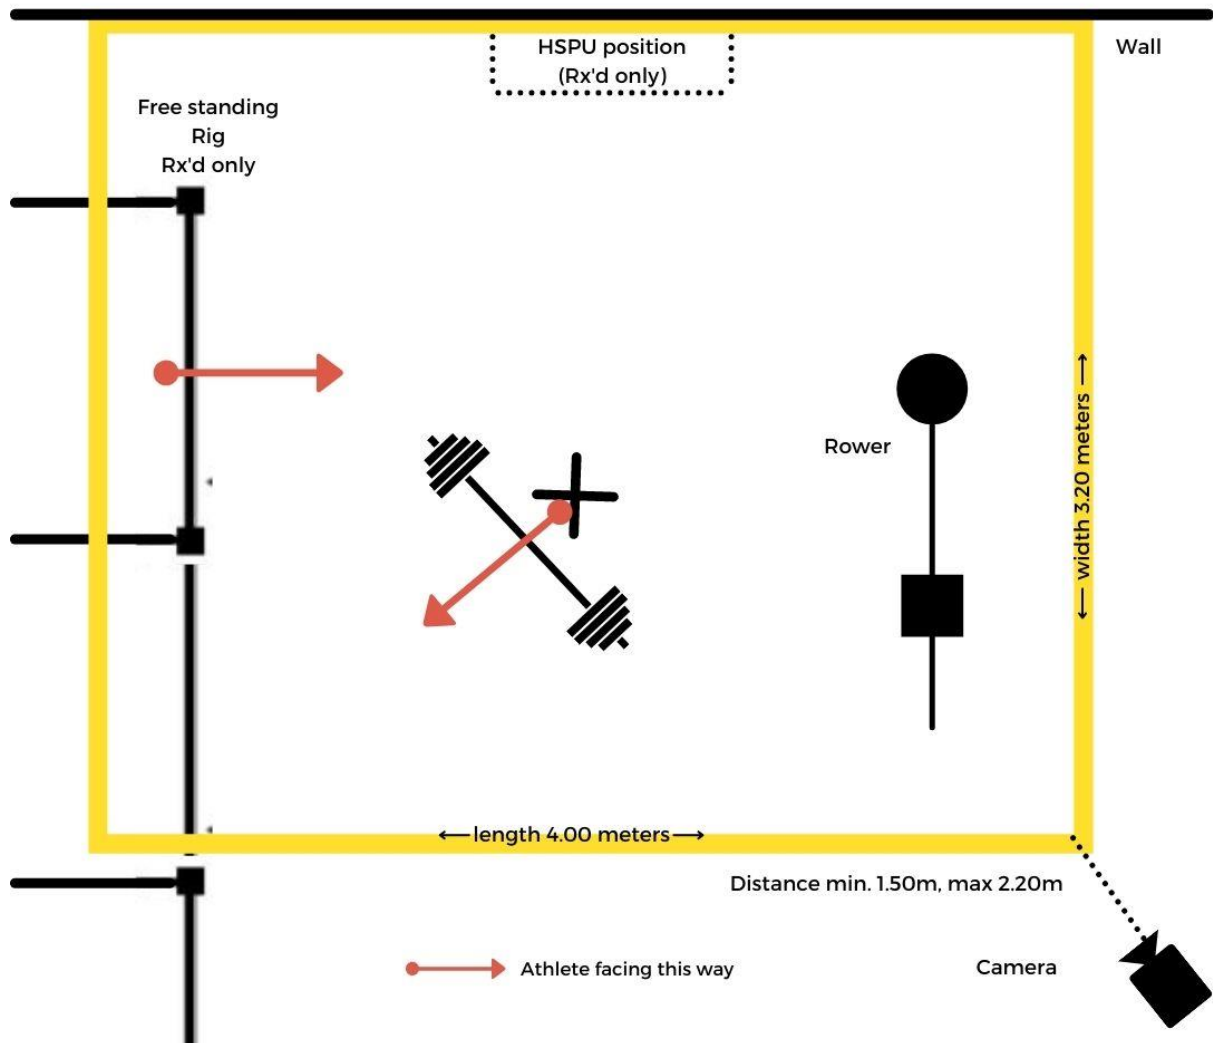 HSPU position
(Rx'd only)
Wall
Free standing
Rig
Rx'd only
Rower
width 3.20 meters
length 4.00 meters
Distance min. 1.50m, max 2.20m
Athlete facing this way
Camera